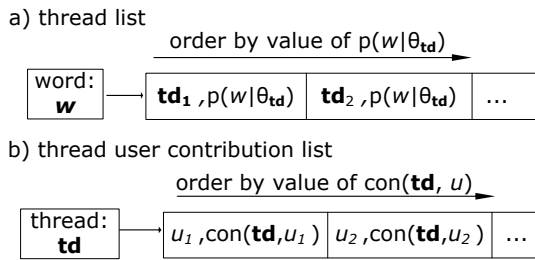 a) thread list
order by value of p(w|θtd)
word:
w
td1 ,p(w|θtd)
td2 ,p(w|θtd)
...
b) thread user contribution list
order by value of con(td, u)
thread:
td
u1 ,con(td,u1 )
u2 ,con(td,u2 )
...